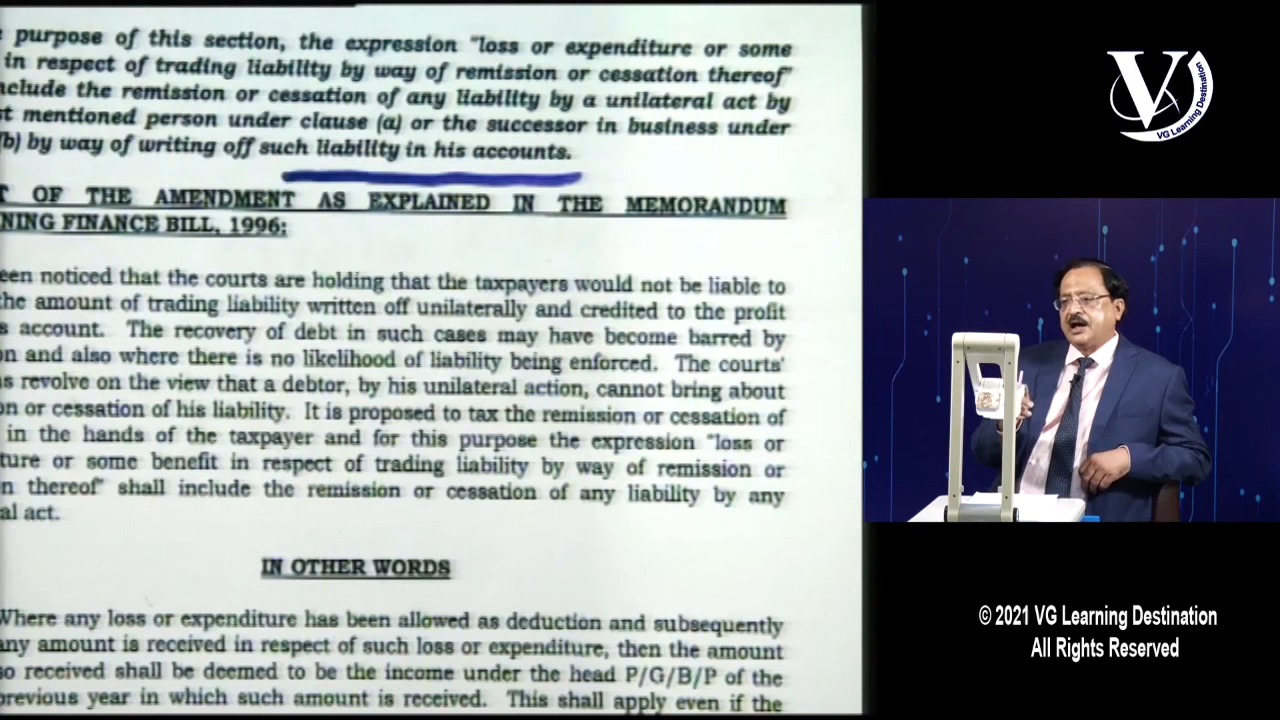 purpose of this section, the expression "loss or expenditure or some
in respect of trading liability by way of remission or cessation thereof"
nclude the remission or cessation of any liability by a unilateral act by
st mentioned person under clause (a) or the successor in business under
(b) by way of writing off such liability in his accounts.
T OF THE AMENDMENT AS EXPLAINED IN THE MEMORANDUM
NING FINANCE BILL, 1996:
een noticed that the courts are holding that the taxpayers would not be liable to
the amount of trading liability written off unilaterally and credited to the profit
s account. The recovery of debt in such cases may have become barred by
on and also where there is no likelihood of liability being enforced. The courts'
s revolve on the view that a debtor, by his unilateral action, cannot bring about
on or cessation of his liability. It is proposed to tax the remission or cessation of
in the hands of the taxpayer and for this purpose the expression "loss or
ture or some benefit in respect of trading liability by way of remission or
n thereof" shall include the remission or cessation of any liability by any
al act.
IN OTHER WORDS
Where any loss or expenditure has been allowed as deduction and subsequently
any amount is received in respect of such loss or expenditure, then the amount
so received shall be deemed to be the income under the head P/G/B/P of the
previous year in which such amount is received. This shall apply even if the
V
VG Learning Destination
© 2021 VG Learning Destination
All Rights Reserved